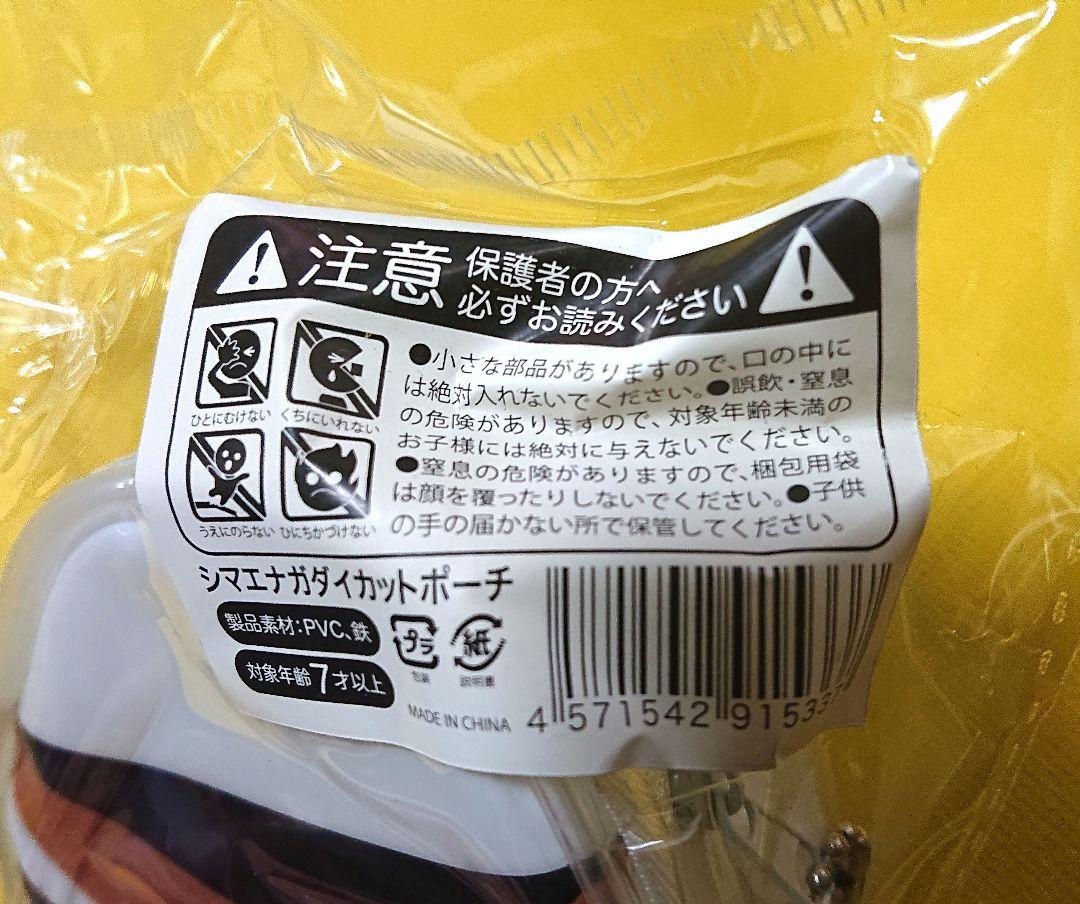 注意 保護者の方へ
必ずお読みください
ひとにむけない くちにいれない
うえにのらない ひにちかづけない
●小さな部品がありますので、口の中に
は絶対入れないでください。●誤飲・窒息
の危険がありますので、対象年齢未満の
お子様には絶対に与えないでください。
●窒息の危険がありますので、梱包用袋
は顔を覆ったりしないでください。●子供
の手の届かない所で保管してください。
シマエナガダイカットポーチ
製品素材:PVC、鉄
プラ 紙
包装 説明書
対象年齢7才以上
MADE IN CHINA
4 571542 91533